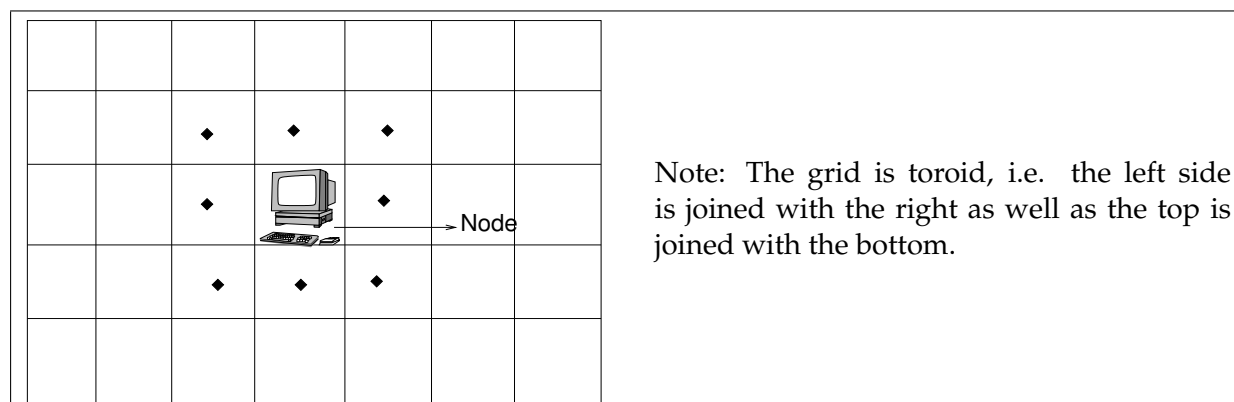 Node
Note: The grid is toroid, i.e. the left side
is joined with the right as well as the top is
joined with the bottom.